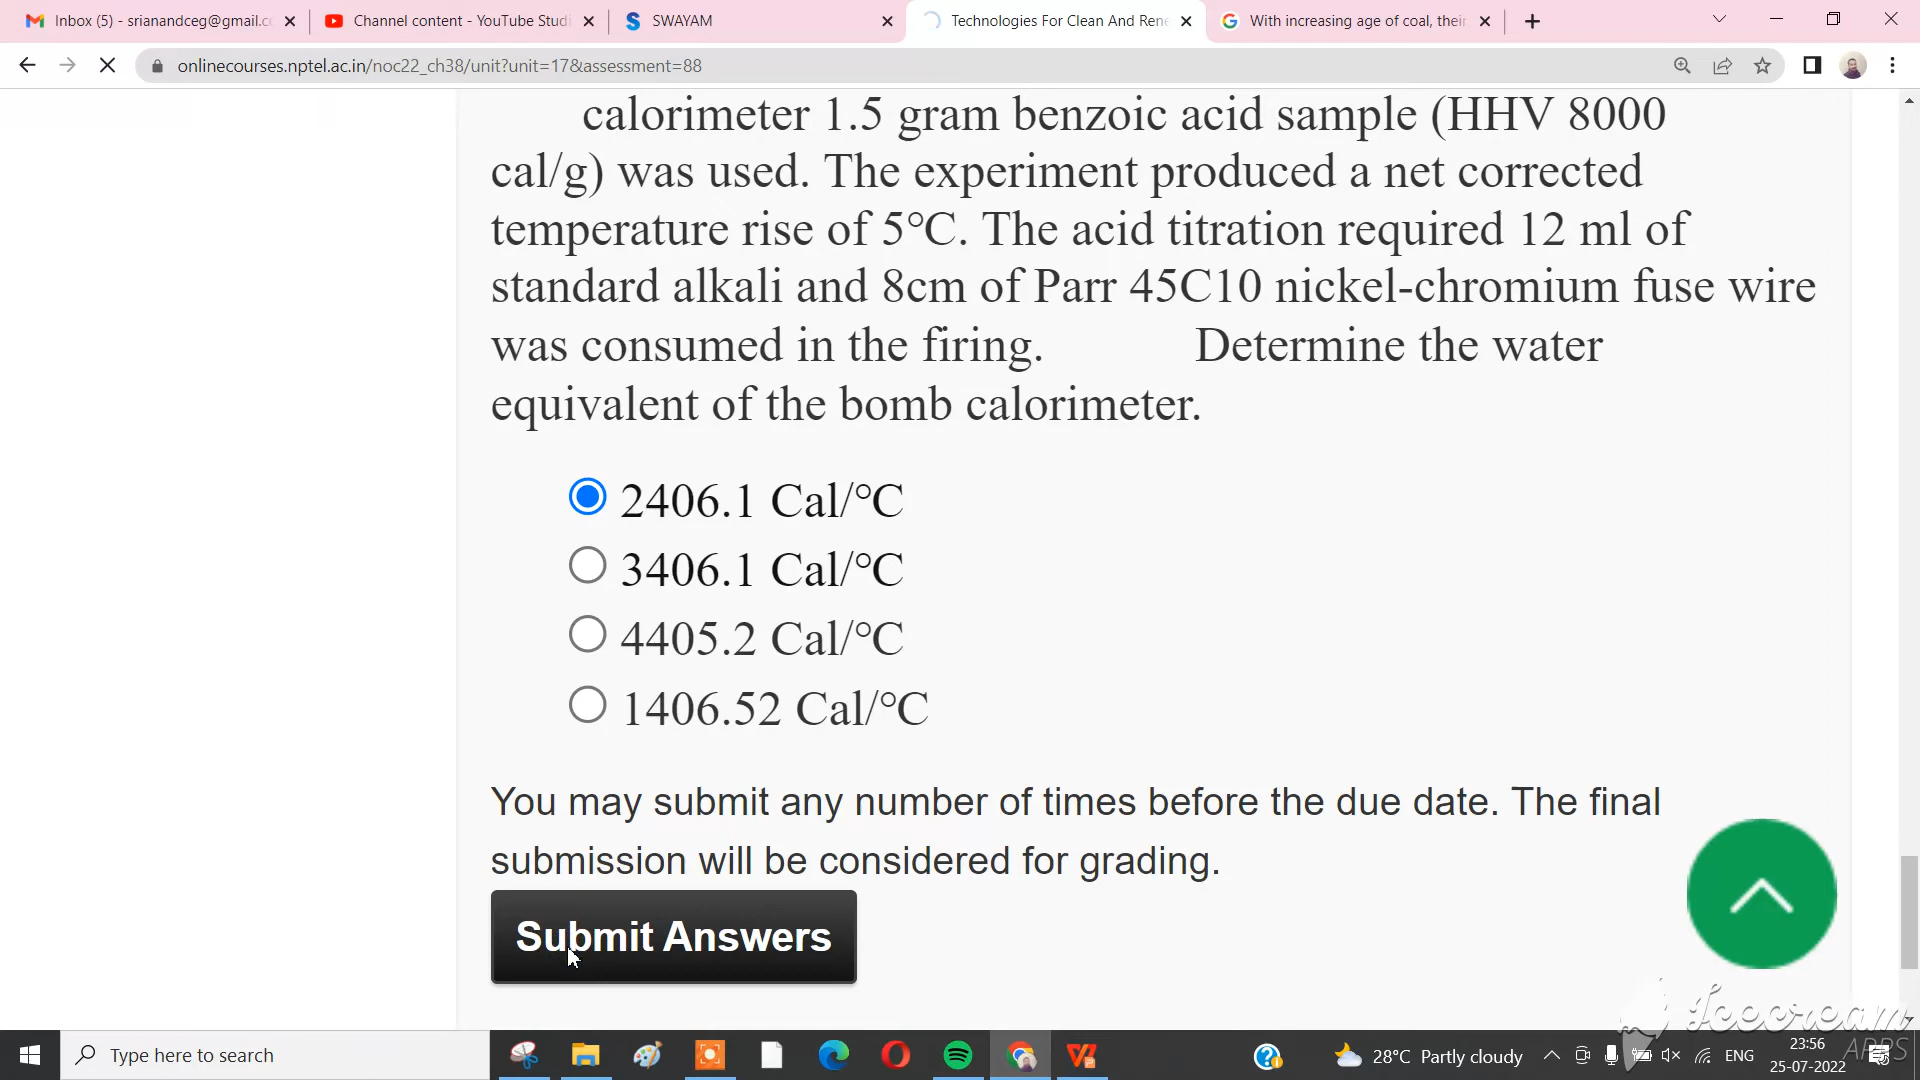 Inbox (5) - srianandceg@gmail.c
Channel content - YouTube Studi
SWAYAM
Technologies For Clean And Rene
With increasing age of coal, their
onlinecourses.nptel.ac.in/noc22_ch38/unit?unit=17&assessment=88
calorimeter 1.5 gram benzoic acid sample (HHV 8000
cal/g) was used. The experiment produced a net corrected
temperature rise of 5°C. The acid titration required 12 ml of
standard alkali and 8cm of Parr 45C10 nickel-chromium fuse wire
was consumed in the firing. Determine the water
equivalent of the bomb calorimeter.
2406.1 Cal/°C
3406.1 Cal/°C
4405.2 Cal/°C
1406.52 Cal/°C
You may submit any number of times before the due date. The final
submission will be considered for grading.
Submit Answers
Icecream
APPS
Type here to search
28°C Partly cloudy
ENG
23:56
25-07-2022